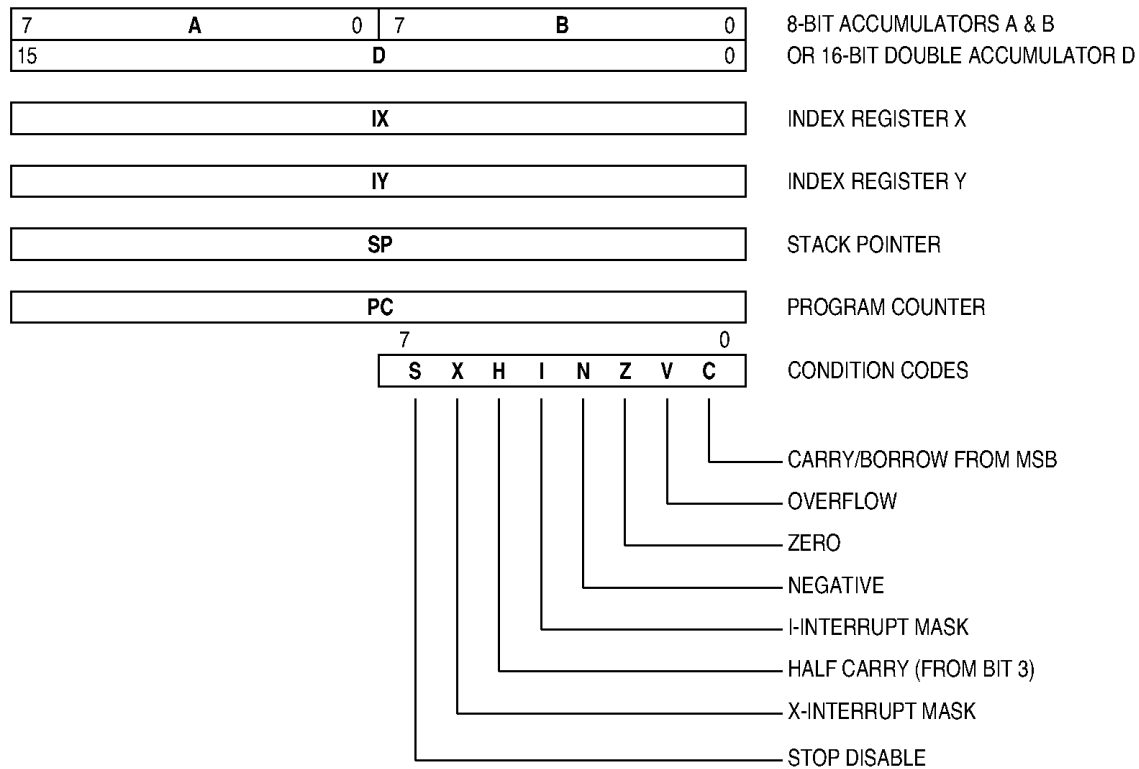 7 A 0 7 B 0 8-BIT ACCUMULATORS A & B
15 D 0 OR 16-BIT DOUBLE ACCUMULATOR D
IX INDEX REGISTER X
IY INDEX REGISTER Y
SP STACK POINTER
PC PROGRAM COUNTER
7 0
S X H I N Z V C CONDITION CODES
CARRY/BORROW FROM MSB
OVERFLOW
ZERO
NEGATIVE
I-INTERRUPT MASK
HALF CARRY (FROM BIT 3)
X-INTERRUPT MASK
STOP DISABLE